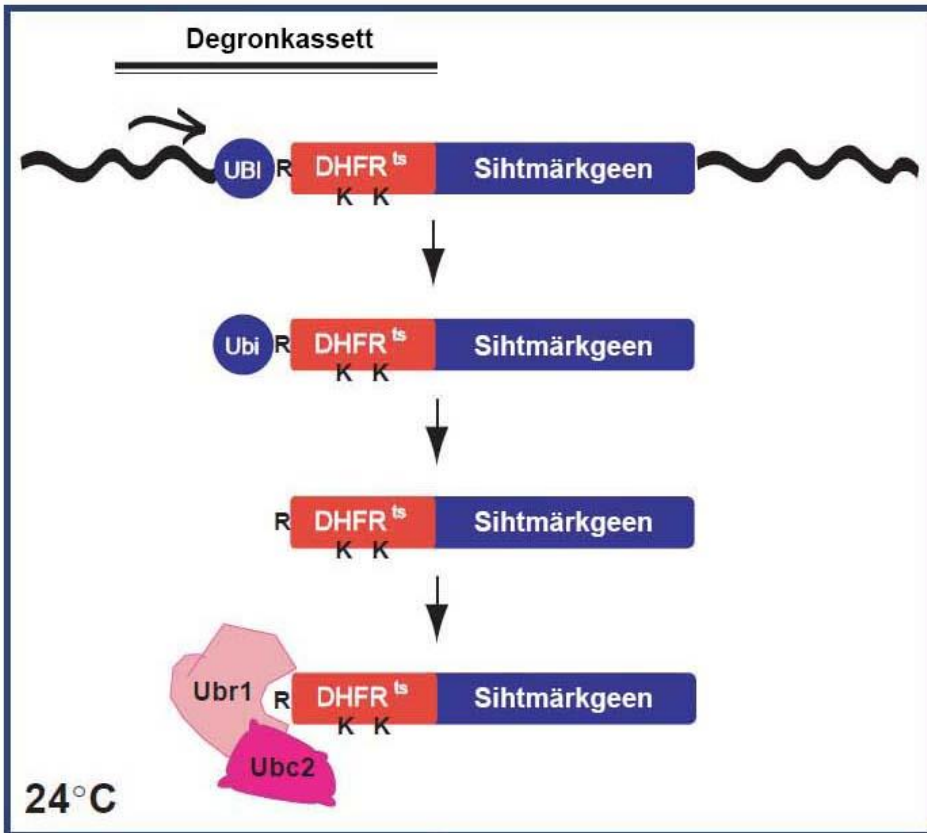 Degronkassett
UBI R DHFR ts Sihtmärkgeen
K K
Ubi R DHFR ts Sihtmärkgeen
K K
R DHFR ts Sihtmärkgeen
K K
Ubr1 R DHFR ts Sihtmärkgeen
K K
Ubc2
24°C